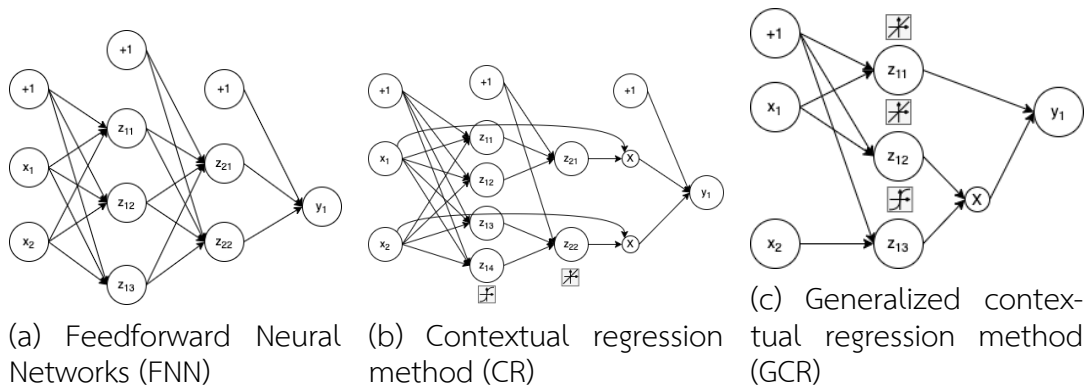 +1
+1
+1
x1
x2
z11
z12
z13
z21
z22
y1
(a) Feedforward Neural
Networks (FNN)
+1
+1
+1
x1
x2
z11
z12
z13
z14
z21
z22
X
X
y1
(b) Contextual regression
method (CR)
+1
x1
x2
z11
z12
z13
X
y1
(c) Generalized contex-
tual regression method
(GCR)